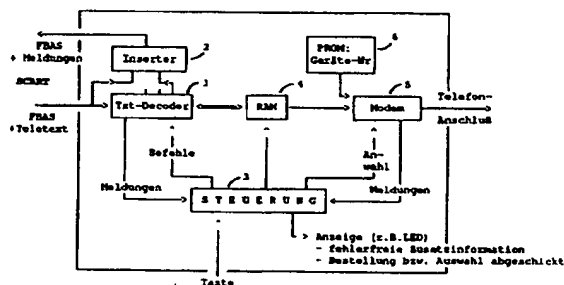 FBAS
+ Meldungen
Inserter
2
PROM:
Geräte-Nr
6
SCART
1
4
5
Txt-Decoder
RAM
Modem
Telefon-
Anschluß
FBAS
+Teletext
Befehle
An-
wahl
Meldungen
Meldungen
3
STEUERUNG
Anzeige (z.B.LED)
- fehlerfreie Zusatzinformation
- Bestellung bzw. Auswahl abgeschickt
Taste